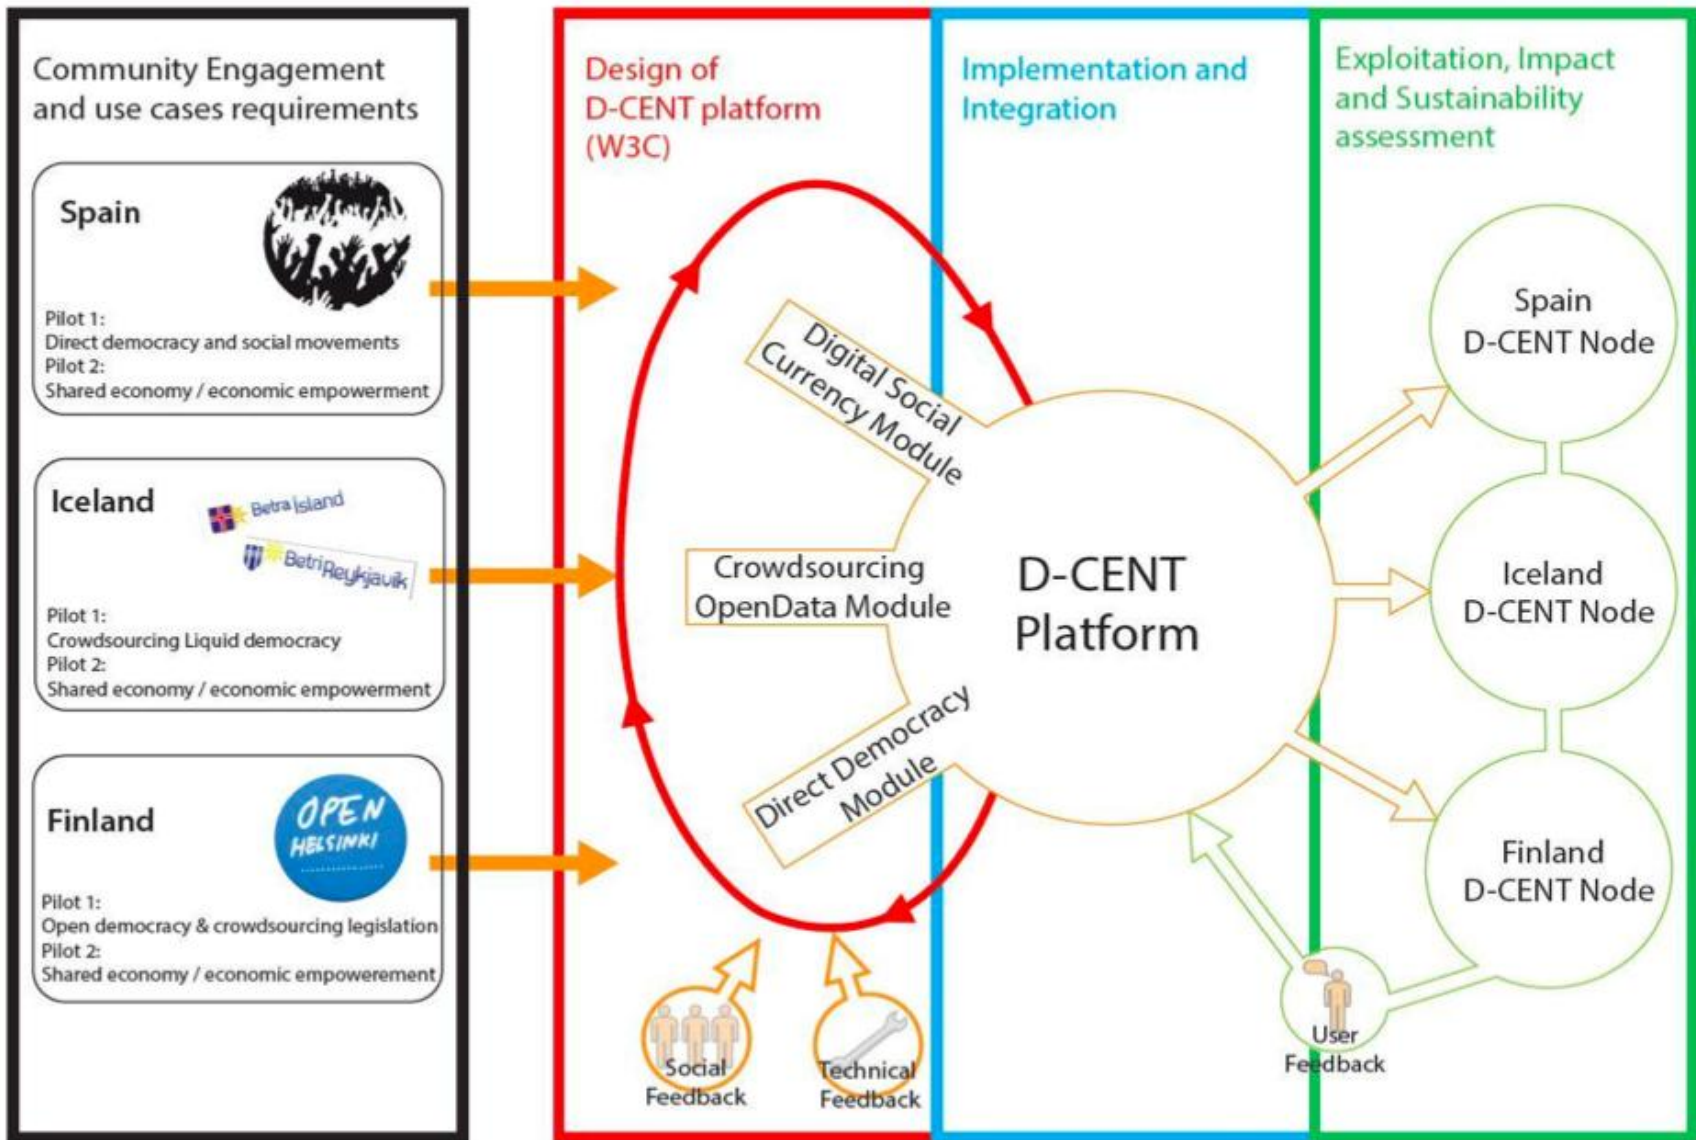 Community Engagement
and use cases requirements
Spain
Pilot 1:
Direct democracy and social movements
Pilot 2:
Shared economy / economic empowerment
Iceland
Betra Ísland
BetriReykjavík
Pilot 1:
Crowdsourcing Liquid democracy
Pilot 2:
Shared economy / economic empowerment
Finland
OPEN
HELSINKI
Pilot 1:
Open democracy & crowdsourcing legislation
Pilot 2:
Shared economy / economic empowerement
Design of
D-CENT platform
(W3C)
Digital Social
Currency Module
Crowdsourcing
OpenData Module
Direct Democracy
Module
Social
Feedback
Technical
Feedback
Implementation and
Integration
D-CENT
Platform
Exploitation, Impact
and Sustainability
assessment
Spain
D-CENT Node
Iceland
D-CENT Node
Finland
D-CENT Node
User
Feedback